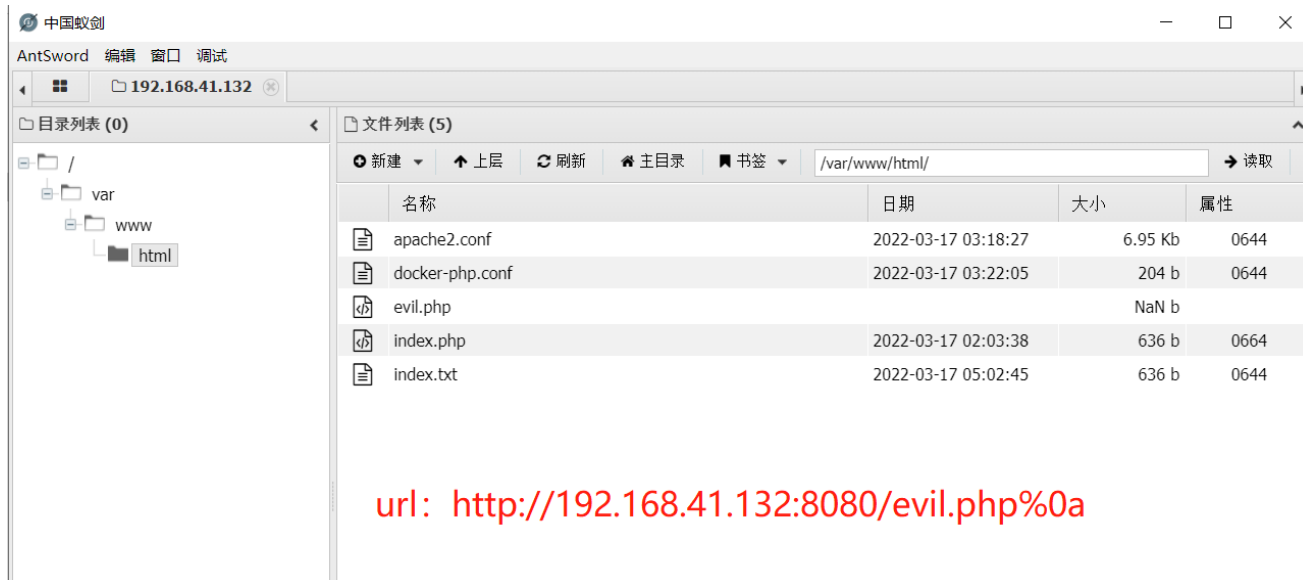 中国蚁剑
AntSword 编辑 窗口 调试
192.168.41.132
目录列表 (0)
文件列表 (5)
新建 上层 刷新 主目录 书签 /var/www/html/ 读取
/
var
www
html
名称 日期 大小 属性
apache2.conf 2022-03-17 03:18:27 6.95 Kb 0644
docker-php.conf 2022-03-17 03:22:05 204 b 0644
evil.php NaN b
index.php 2022-03-17 02:03:38 636 b 0664
index.txt 2022-03-17 05:02:45 636 b 0644
url：http://192.168.41.132:8080/evil.php%0a